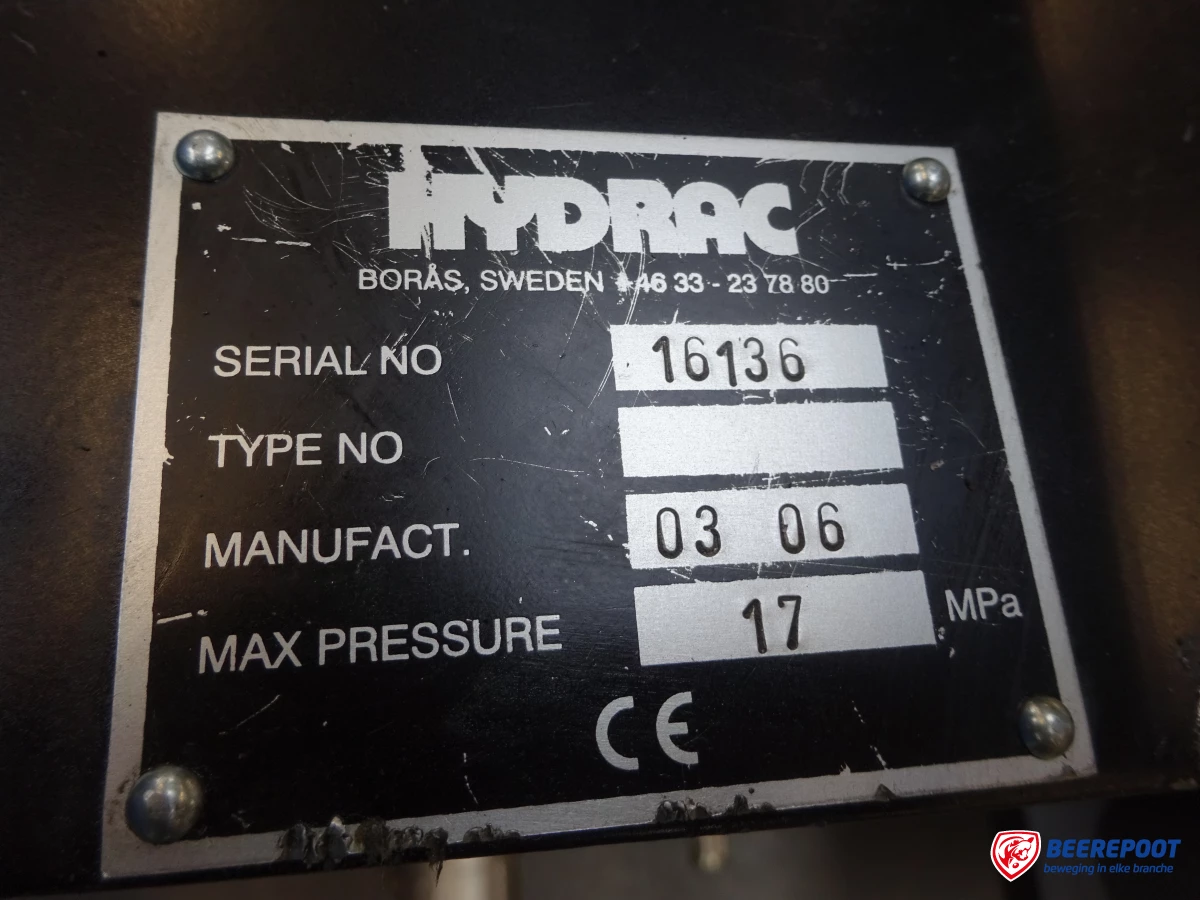 HYDRAC
BORÅS, SWEDEN +46 33 - 23 78 80
SERIAL NO 16136
TYPE NO
MANUFACT. 03 06
MAX PRESSURE 17 MPa
CE
BEEREPOOT
beweging in elke branche